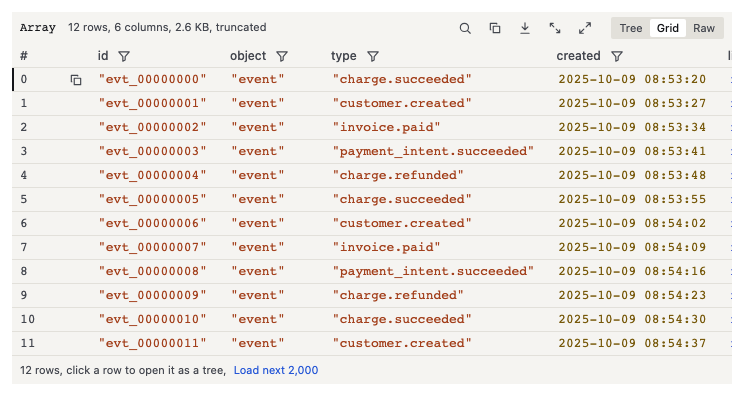 Array 12 rows, 6 columns, 2.6 KB, truncated Tree Grid Raw
# id object type created
0 "evt_00000000" "event" "charge.succeeded" 2025-10-09 08:53:20
1 "evt_00000001" "event" "customer.created" 2025-10-09 08:53:27
2 "evt_00000002" "event" "invoice.paid" 2025-10-09 08:53:34
3 "evt_00000003" "event" "payment_intent.succeeded" 2025-10-09 08:53:41
4 "evt_00000004" "event" "charge.refunded" 2025-10-09 08:53:48
5 "evt_00000005" "event" "charge.succeeded" 2025-10-09 08:53:55
6 "evt_00000006" "event" "customer.created" 2025-10-09 08:54:02
7 "evt_00000007" "event" "invoice.paid" 2025-10-09 08:54:09
8 "evt_00000008" "event" "payment_intent.succeeded" 2025-10-09 08:54:16
9 "evt_00000009" "event" "charge.refunded" 2025-10-09 08:54:23
10 "evt_00000010" "event" "charge.succeeded" 2025-10-09 08:54:30
11 "evt_00000011" "event" "customer.created" 2025-10-09 08:54:37
12 rows, click a row to open it as a tree, Load next 2,000